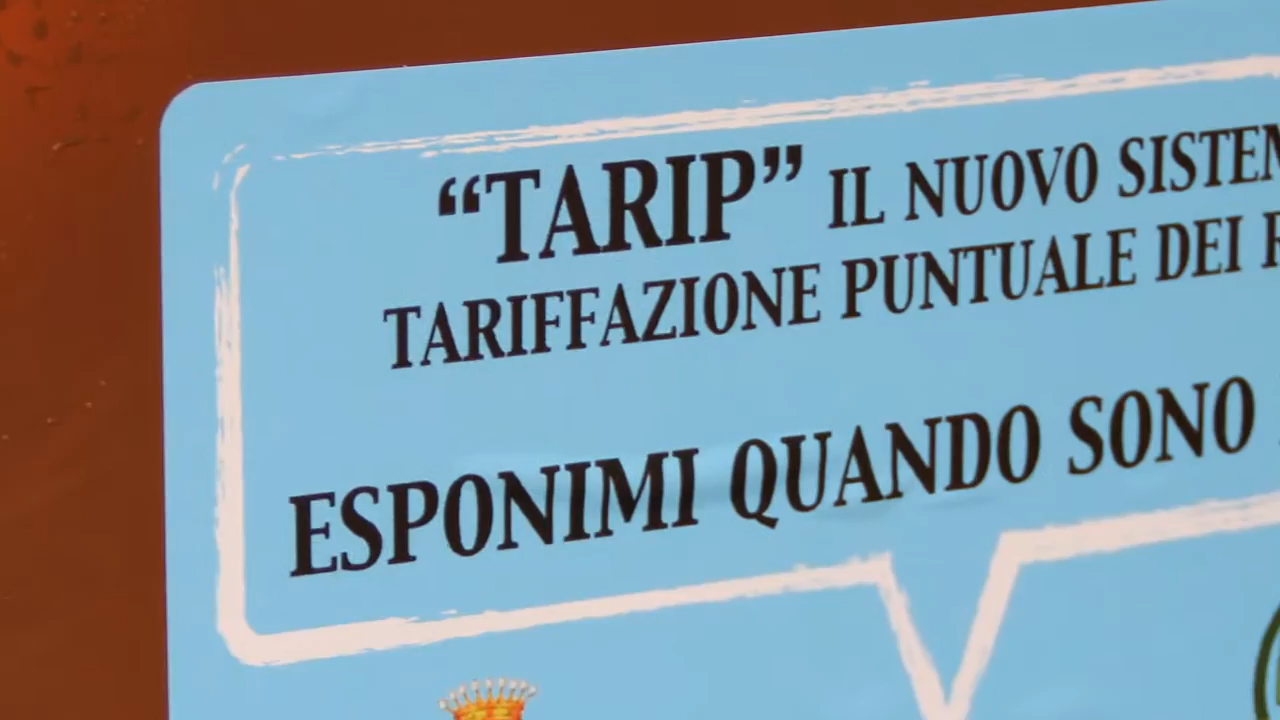 “TARIP” IL NUOVO
TARIFFAZIONE PUNTUALE DEI
ESPONIMI QUANDO SONO